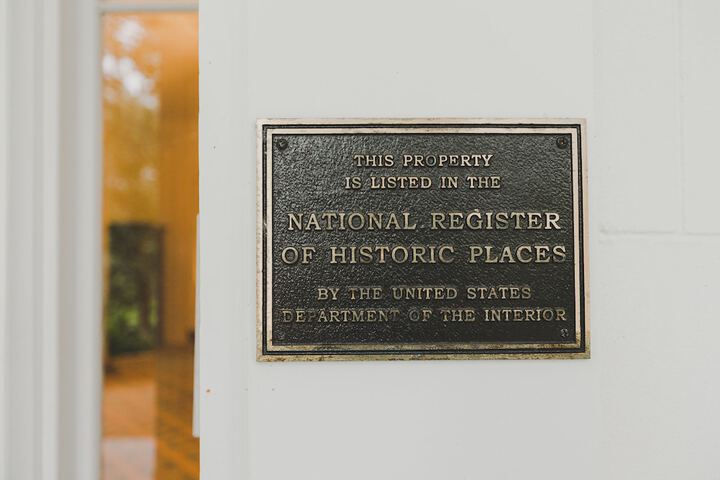 THIS PROPERTY
IS LISTED IN THE
NATIONAL REGISTER
OF HISTORIC PLACES
BY THE UNITED STATES
DEPARTMENT OF THE INTERIOR